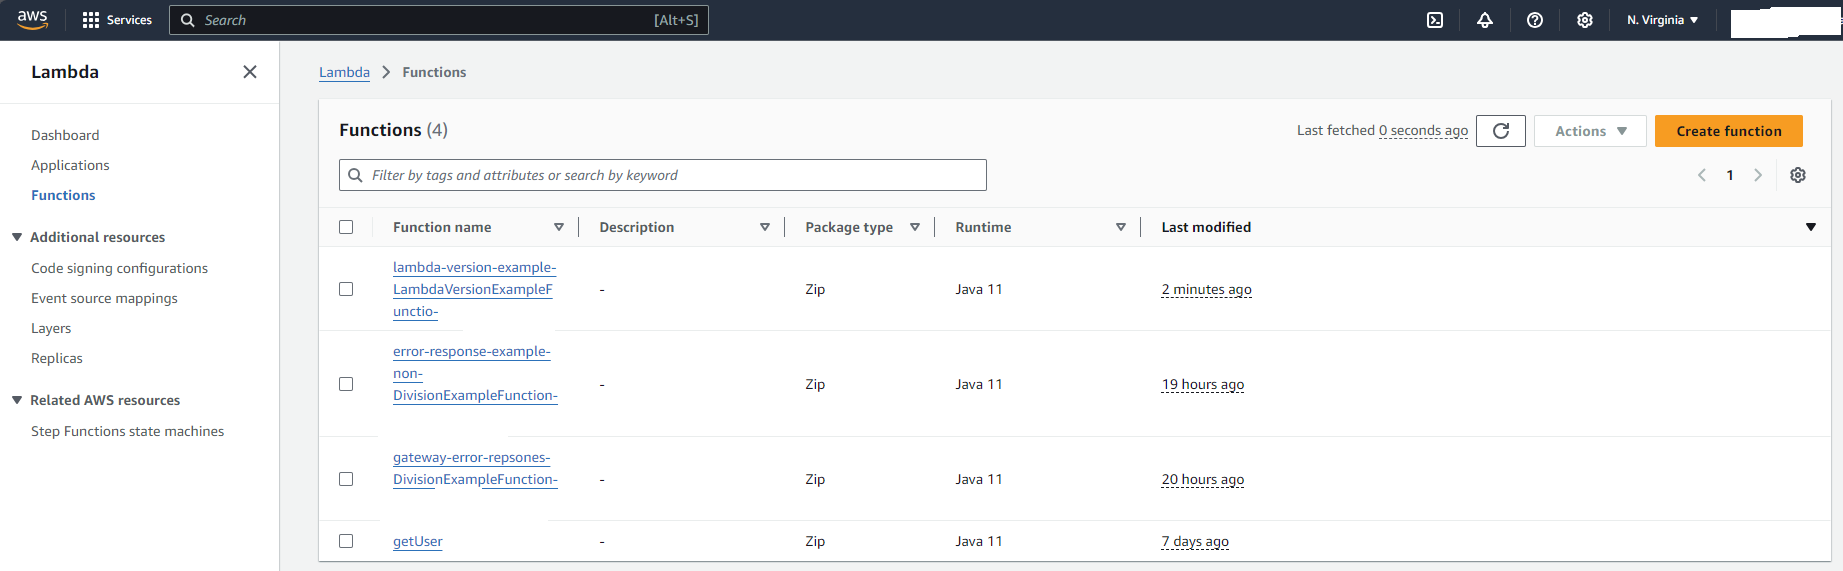 aws
Services
Search
[Alt+S]
N. Virginia
Lambda
Dashboard
Applications
Functions
Additional resources
Code signing configurations
Event source mappings
Layers
Replicas
Related AWS resources
Step Functions state machines
Lambda > Functions
Functions (4)
Last fetched 0 seconds ago
Actions
Create function
Filter by tags and attributes or search by keyword
1
Function name Description Package type Runtime Last modified
lambda-version-example-
LambdaVersionExampleF
unctio-
- Zip Java 11 2 minutes ago
error-response-example-
non-
DivisionExampleFunction-
- Zip Java 11 19 hours ago
gateway-error-repsones-
DivisionExampleFunction-
- Zip Java 11 20 hours ago
getUser - Zip Java 11 7 days ago